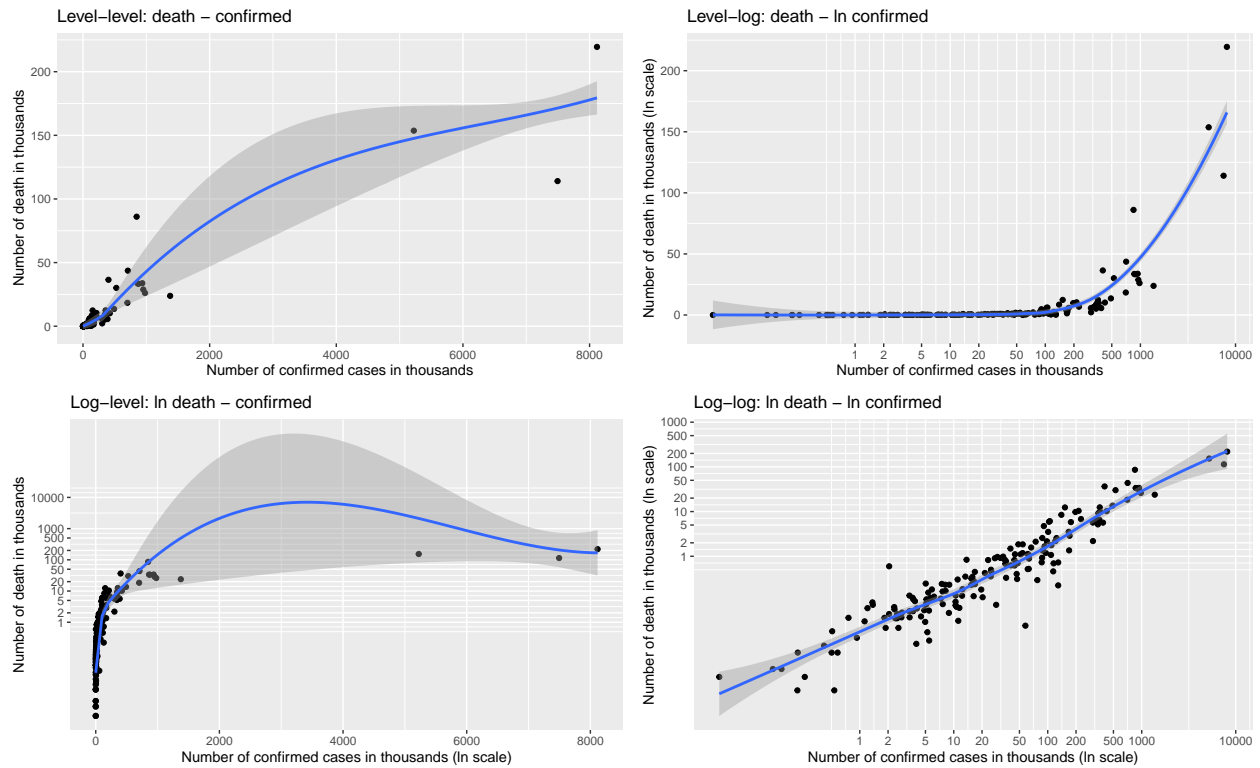 Level–level: death – confirmed
Number of death in thousands
200
150
100
50
0
0 2000 4000 6000 8000
Number of confirmed cases in thousands
Level–log: death – ln confirmed
Number of death in thousands (ln scale)
200
150
100
50
0
1 2 5 10 20 50 100 200 500 1000 10000
Number of confirmed cases in thousands
Log–level: ln death – confirmed
Number of death in thousands
10000
1000
500
200
100
50
20
10
5
2
1
0 2000 4000 6000 8000
Number of confirmed cases in thousands (ln scale)
Log–log: ln death – ln confirmed
Number of death in thousands (ln scale)
1000
500
200
100
50
20
10
5
2
1
1 2 5 10 20 50 100 200 500 1000 10000
Number of confirmed cases in thousands (ln scale)